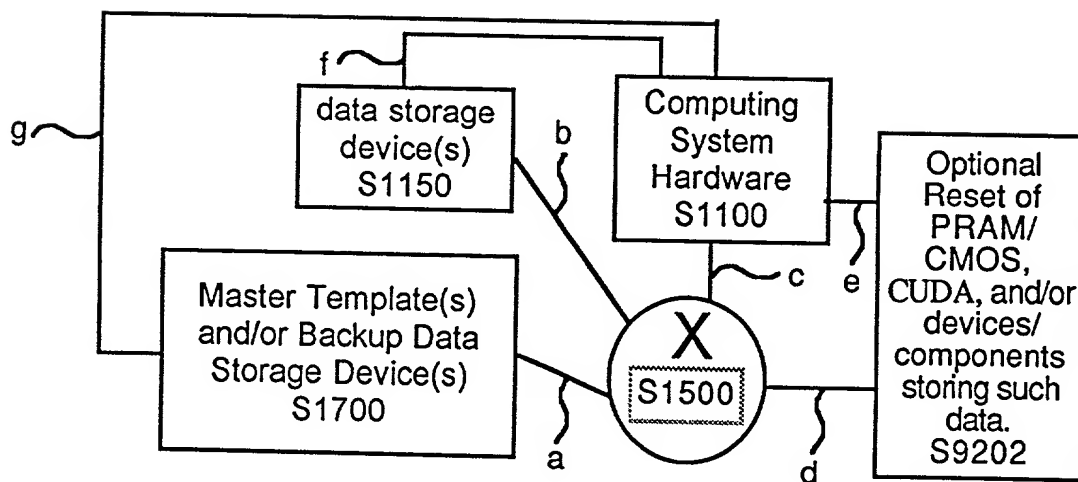 f
g
data storage
device(s)
S1150
b
Computing
System
Hardware
S1100
Optional
Reset of
PRAM/
CMOS,
CUDA, and/or
devices/
components
storing such
data.
S9202
e
c
Master Template(s)
and/or Backup Data
Storage Device(s)
S1700
X
S1500
a
d